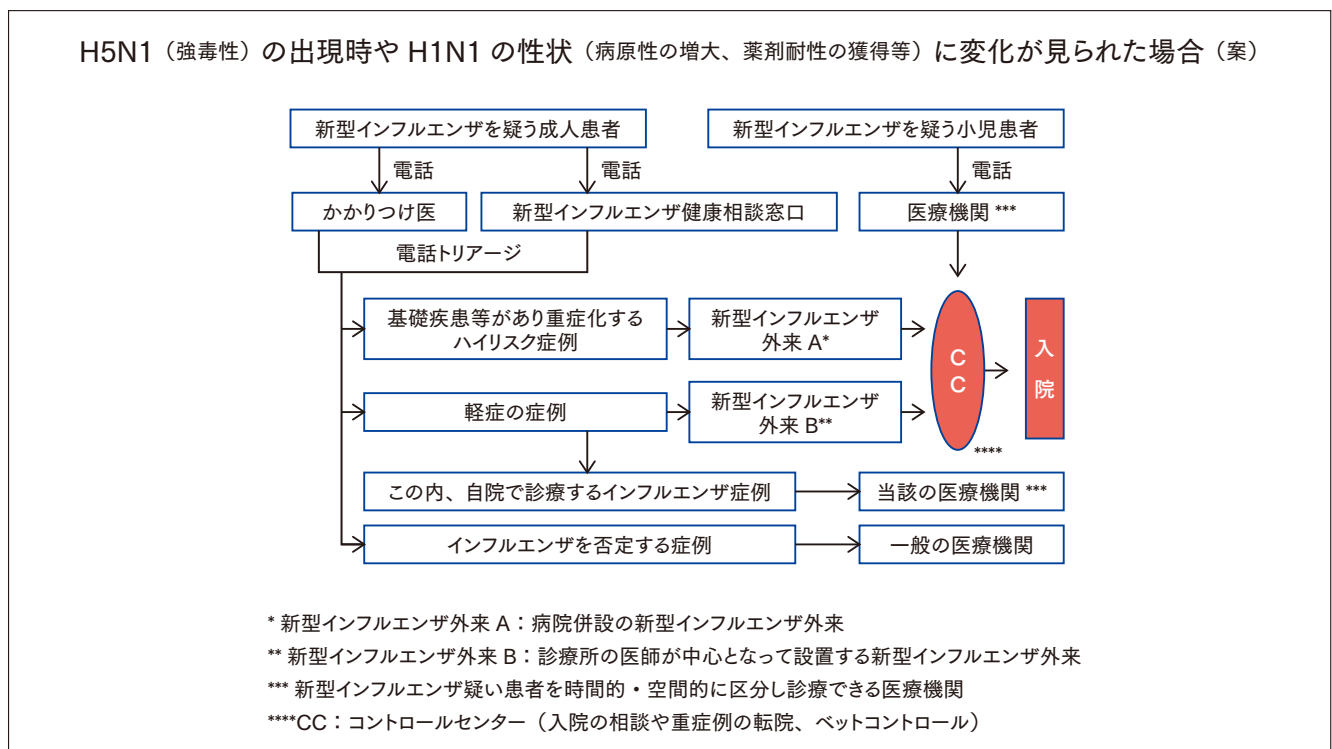 H5N1（強毒性）の出現時や H1N1 の性状（病原性の増大、薬剤耐性の獲得等）に変化が見られた場合（案）
新型インフルエンザを疑う成人患者
新型インフルエンザを疑う小児患者
電話
電話
電話
かかりつけ医
新型インフルエンザ健康相談窓口
医療機関 ***
電話トリアージ
基礎疾患等があり重症化する
ハイリスク症例
新型インフルエンザ
外来 A*
CC
入院
軽症の症例
新型インフルエンザ
外来 B**
****
この内、自院で診療するインフルエンザ症例
当該の医療機関 ***
インフルエンザを否定する症例
一般の医療機関
* 新型インフルエンザ外来 A：病院併設の新型インフルエンザ外来
** 新型インフルエンザ外来 B：診療所の医師が中心となって設置する新型インフルエンザ外来
*** 新型インフルエンザ疑い患者を時間的・空間的に区分し診療できる医療機関
****CC：コントロールセンター（入院の相談や重症例の転院、ベットコントロール）